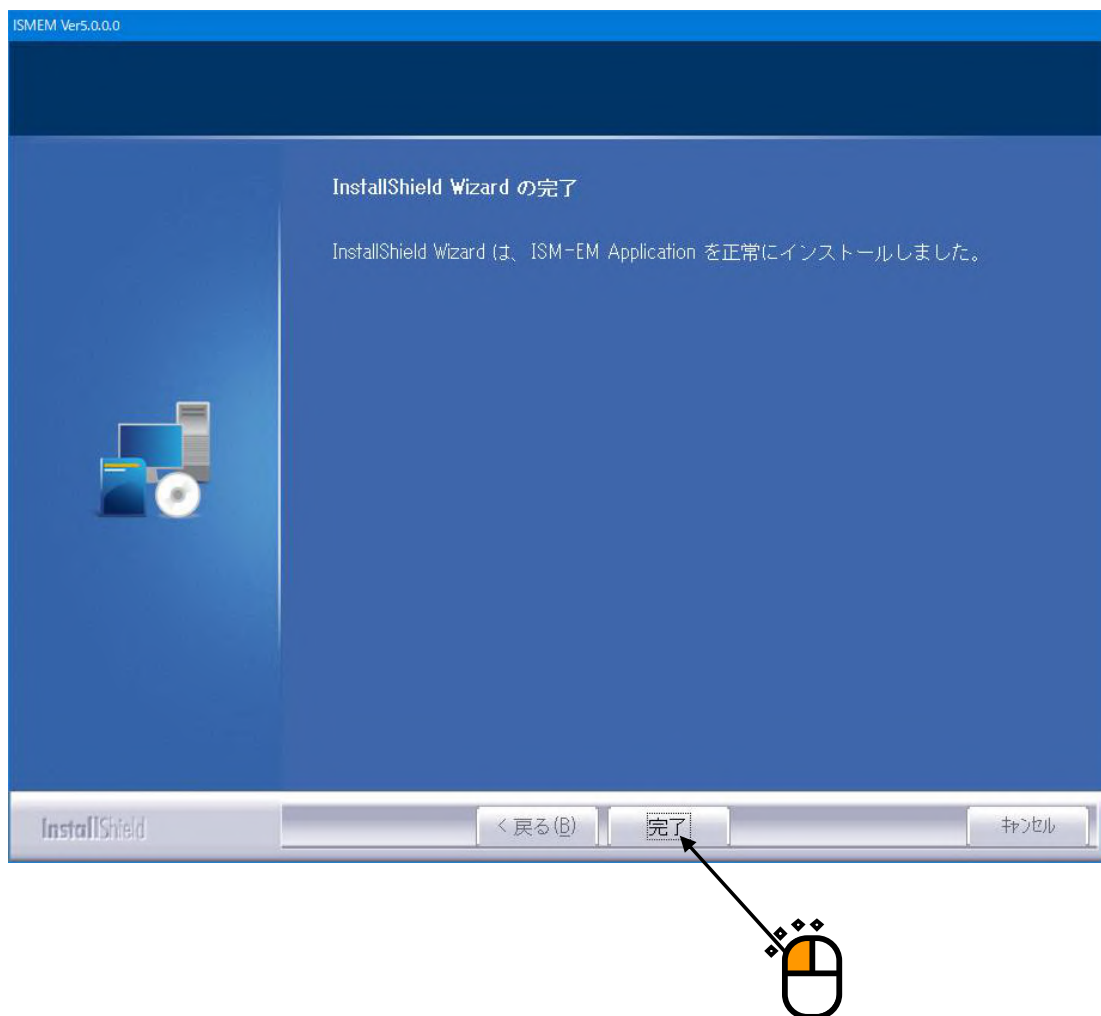 ISMEM Ver5.0.0.0
InstallShield Wizard の完了
InstallShield Wizard は、 ISM-EM Application を正常にインストールしました。
InstallShield
< 戻る(B)
完了
ｷｬﾝｾﾙ